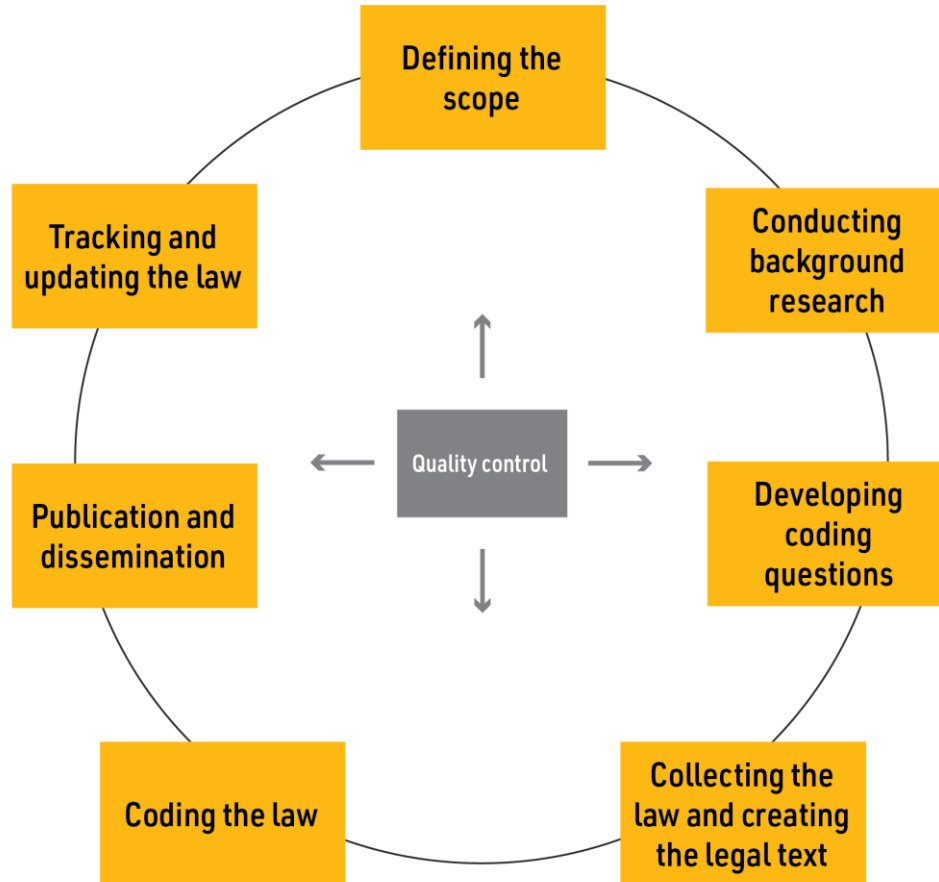 Defining the
scope
Conducting
background
research
Developing
coding
questions
Collecting the
law and creating
the legal text
Coding the law
Publication and
dissemination
Tracking and
updating the law
Quality control